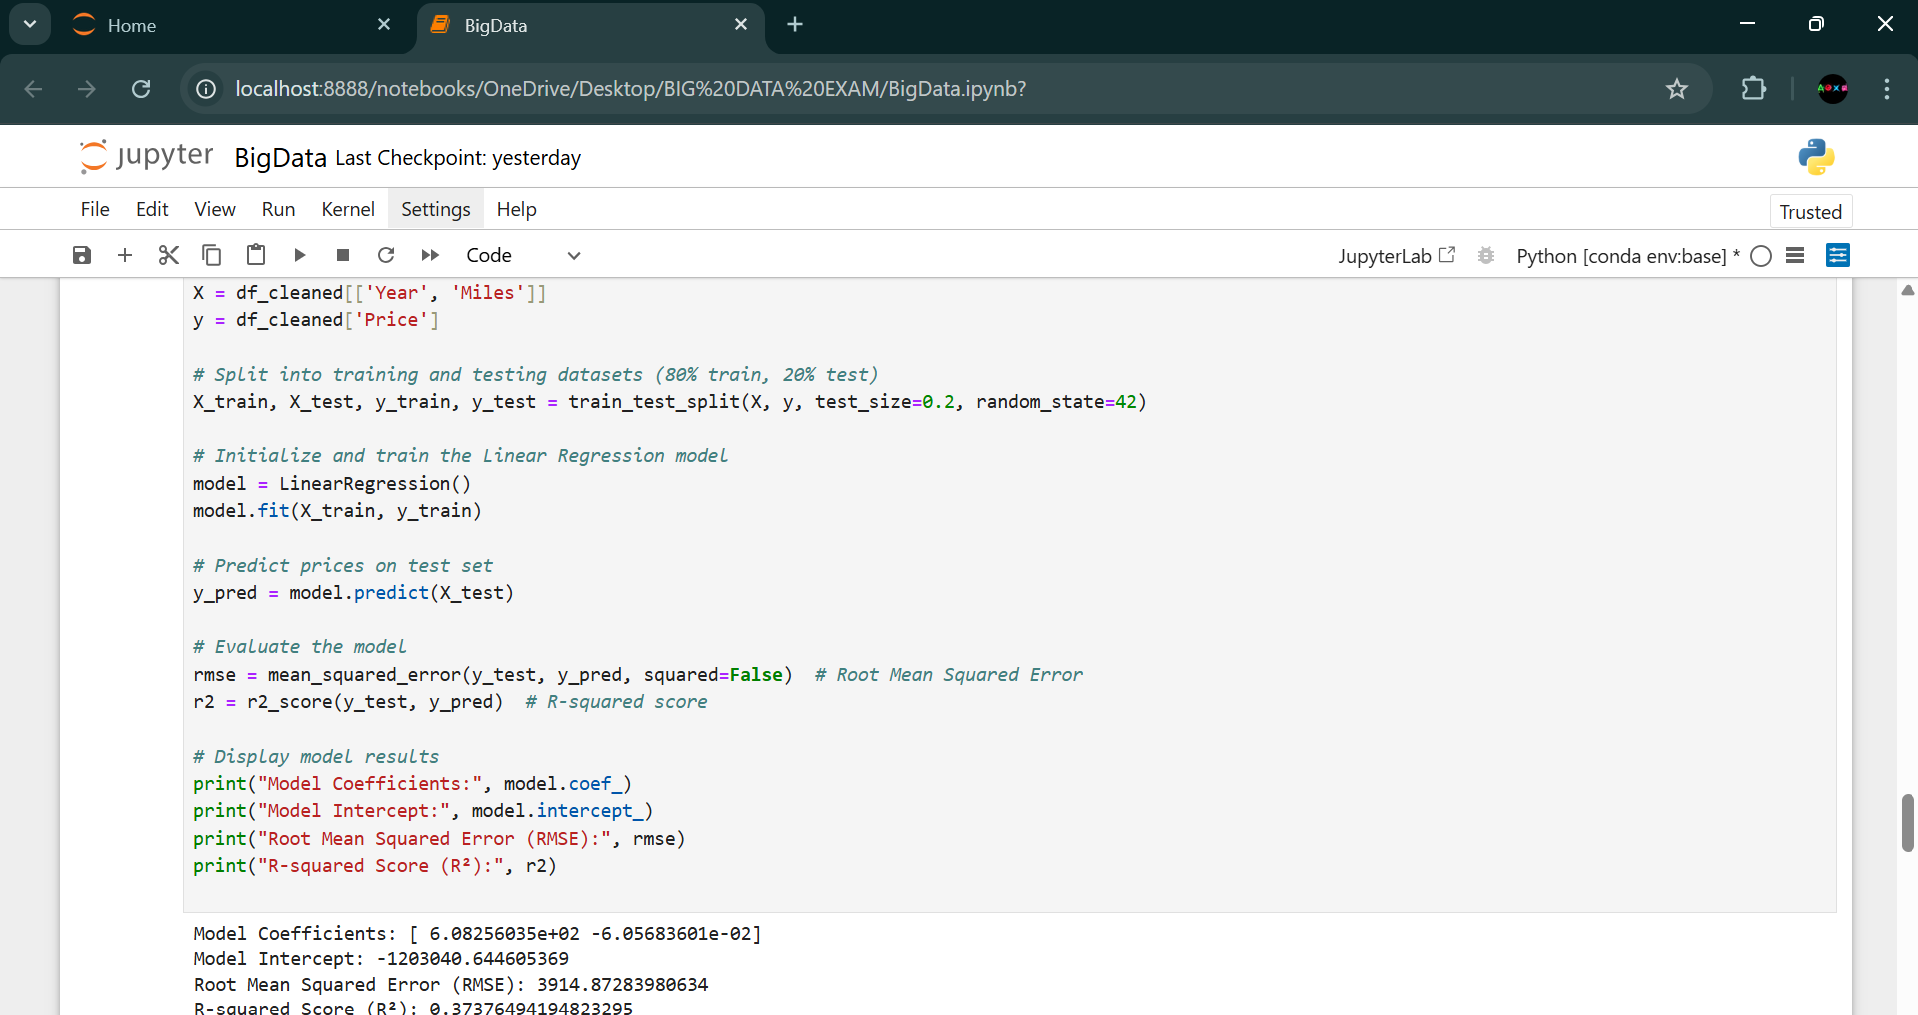 Home
BigData
localhost:8888/notebooks/OneDrive/Desktop/BIG%20DATA%20EXAM/BigData.ipynb?
jupyter BigData Last Checkpoint: yesterday
File Edit View Run Kernel Settings Help
Trusted
Code
JupyterLab
Python [conda env:base] *
X = df_cleaned[['Year', 'Miles']]
y = df_cleaned['Price']
# Split into training and testing datasets (80% train, 20% test)
X_train, X_test, y_train, y_test = train_test_split(X, y, test_size=0.2, random_state=42)
# Initialize and train the Linear Regression model
model = LinearRegression()
model.fit(X_train, y_train)
# Predict prices on test set
y_pred = model.predict(X_test)
# Evaluate the model
rmse = mean_squared_error(y_test, y_pred, squared=False)  # Root Mean Squared Error
r2 = r2_score(y_test, y_pred)  # R-squared score
# Display model results
print("Model Coefficients:", model.coef_)
print("Model Intercept:", model.intercept_)
print("Root Mean Squared Error (RMSE):", rmse)
print("R-squared Score (R²):", r2)
Model Coefficients: [ 6.08256035e+02 -6.05683601e-02]
Model Intercept: -1203040.644605369
Root Mean Squared Error (RMSE): 3914.87283980634
R-squared Score (R²): 0.37376494194823295